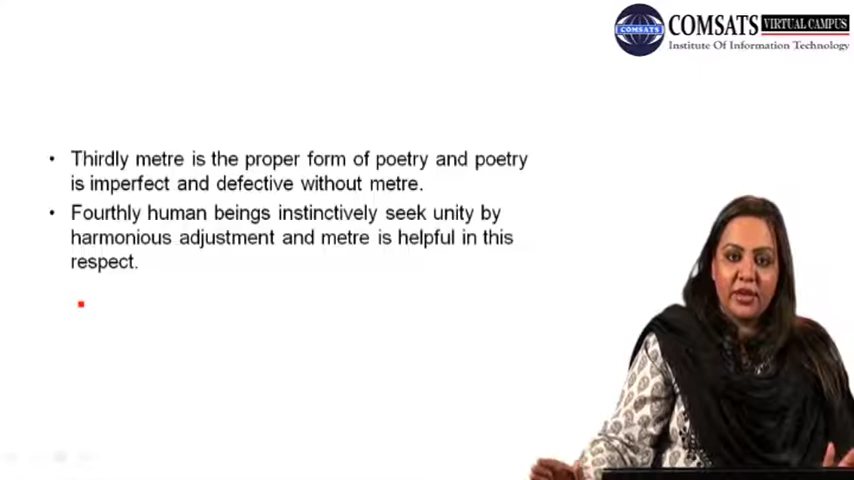 COMSATS VIRTUAL CAMPUS
COMSATS
Institute Of Information Technology
• Thirdly metre is the proper form of poetry and poetry
is imperfect and defective without metre.
• Fourthly human beings instinctively seek unity by
harmonious adjustment and metre is helpful in this
respect.